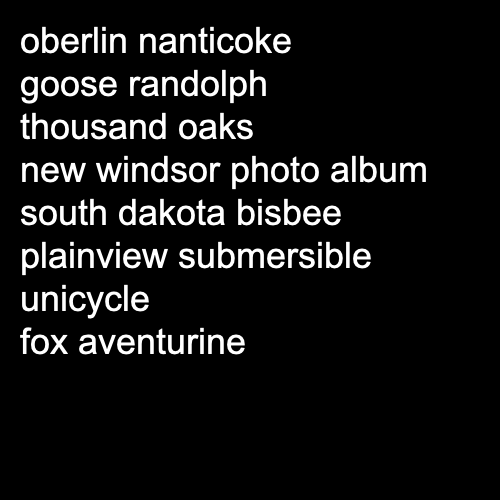 oberlin nanticoke
goose randolph
thousand oaks
new windsor photo album
south dakota bisbee
plainview submersible
unicycle
fox aventurine